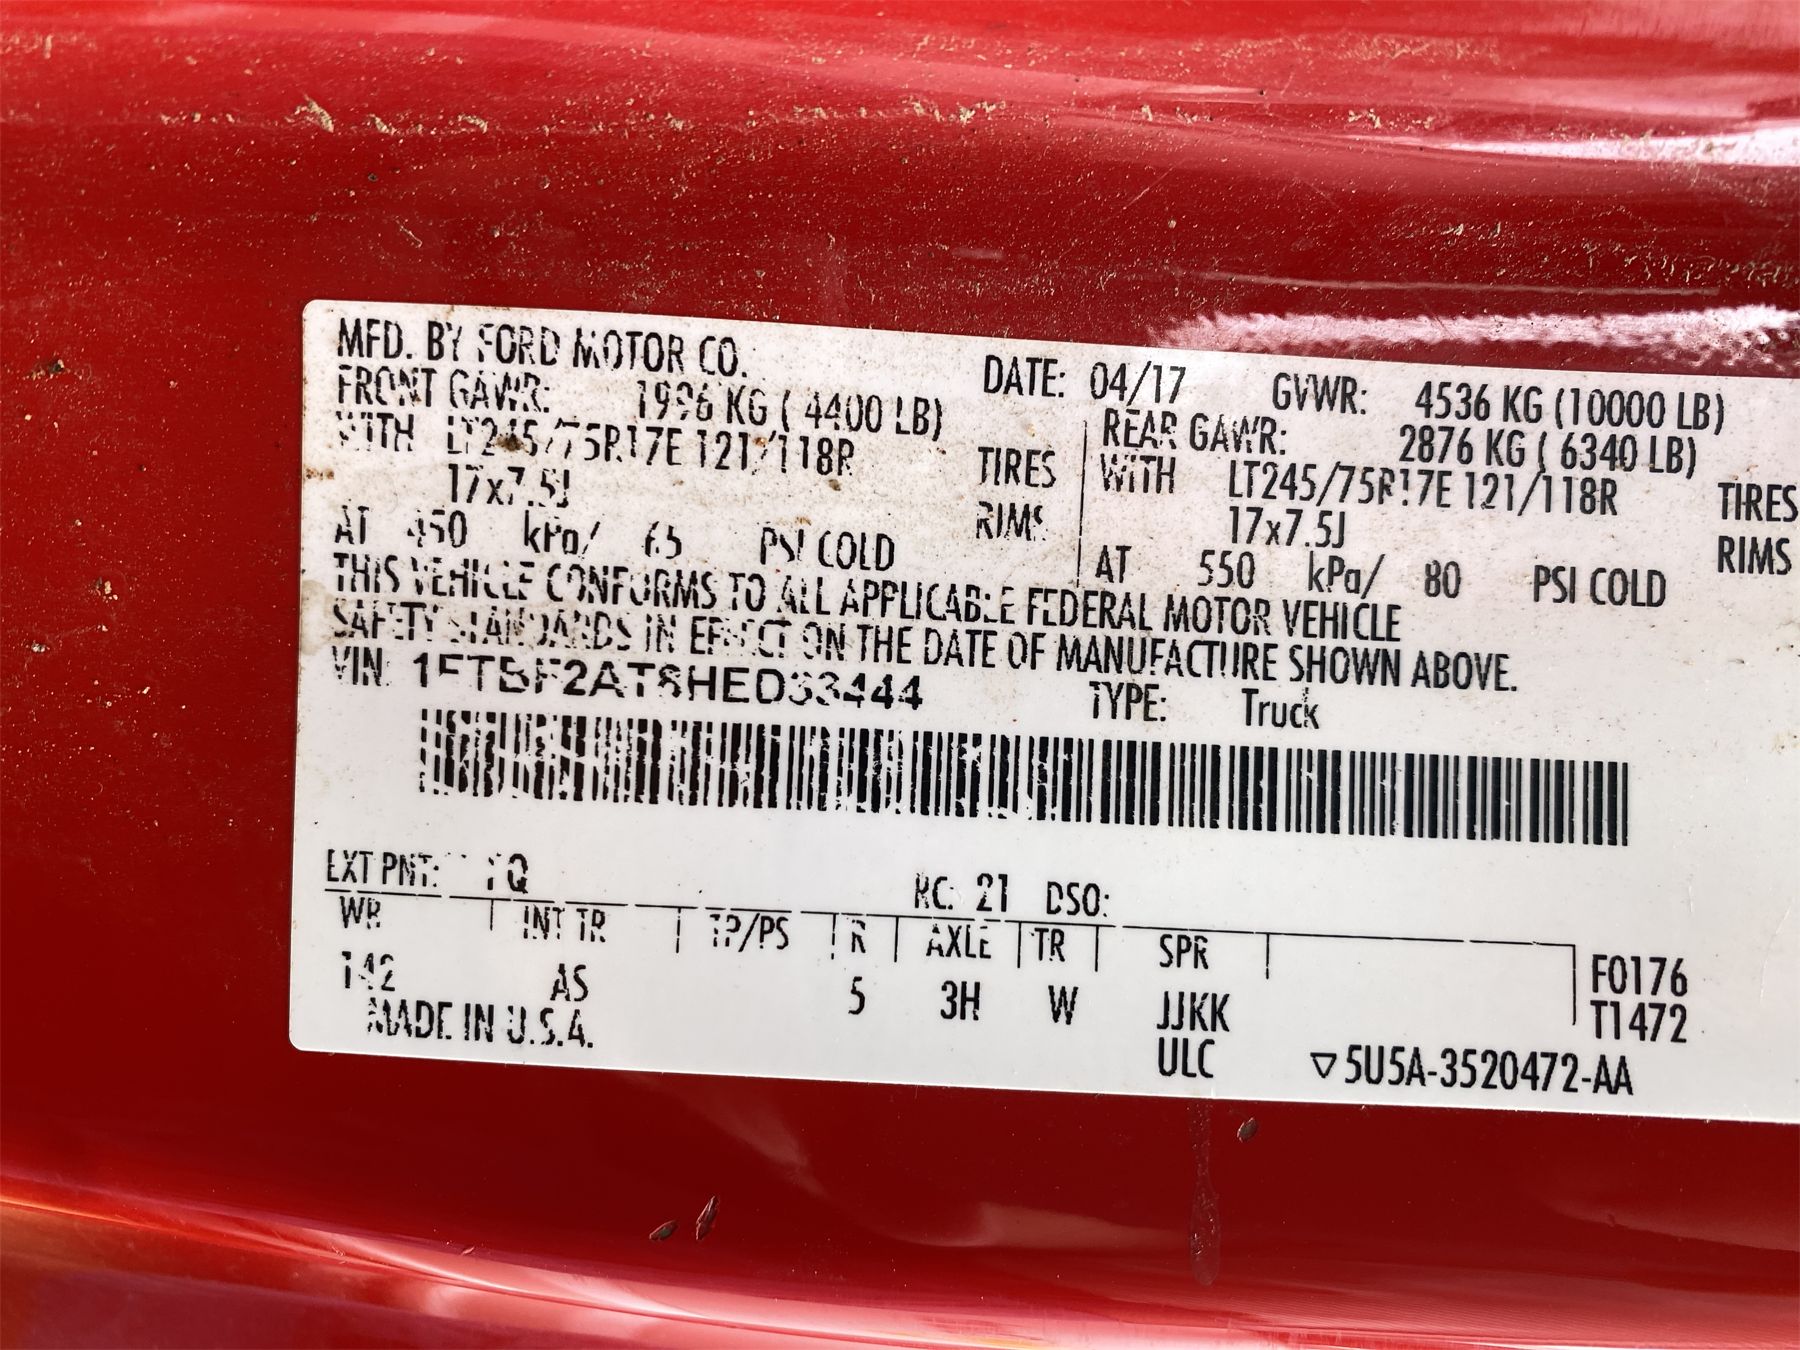 MFD. BY FORD MOTOR CO.
DATE: 04/17 GVWR: 4536 KG (10000 LB)
FRONT GAWR: 1996 KG ( 4400 LB) REAR GAWR: 2876 KG ( 6340 LB)
WITH LT245/75R17E 121/118R TIRES WITH LT245/75R17E 121/118R TIRES
17x7.5J RIMS 17x7.5J RIMS
AT 450 kPa/ 65 PSI COLD AT 550 kPa/ 80 PSI COLD
THIS VEHICLE CONFORMS TO ALL APPLICABLE FEDERAL MOTOR VEHICLE
SAFETY STANDARDS IN EFFECT ON THE DATE OF MANUFACTURE SHOWN ABOVE.
VIN: 1FTBF2AT8HED33444 TYPE: Truck
EXT PNT: RC: 21 DSO:
WB INT TR TP/PS R AXLE TR SPR
142 AS 5 3H W JJKK
F0176
T1472
MADE IN U.S.A. ULC ▽5U5A-3520472-AA